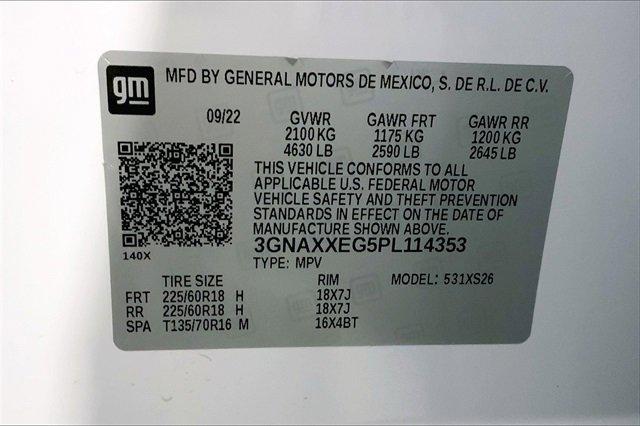 gm
MFD BY GENERAL MOTORS DE MEXICO, S. DE R.L. DE C.V.
09/22 GVWR GAWR FRT GAWR RR
2100 KG 1175 KG 1200 KG
4630 LB 2590 LB 2645 LB
THIS VEHICLE CONFORMS TO ALL
APPLICABLE U.S. FEDERAL MOTOR
VEHICLE SAFETY AND THEFT PREVENTION
STANDARDS IN EFFECT ON THE DATE OF
MANUFACTURE SHOWN ABOVE.
3GNAXXEG5PL114353
140X
TYPE: MPV MODEL: 531XS26
TIRE SIZE RIM
FRT 225/60R18 H 18X7J
RR 225/60R18 H 18X7J
SPA T135/70R16 M 16X4BT